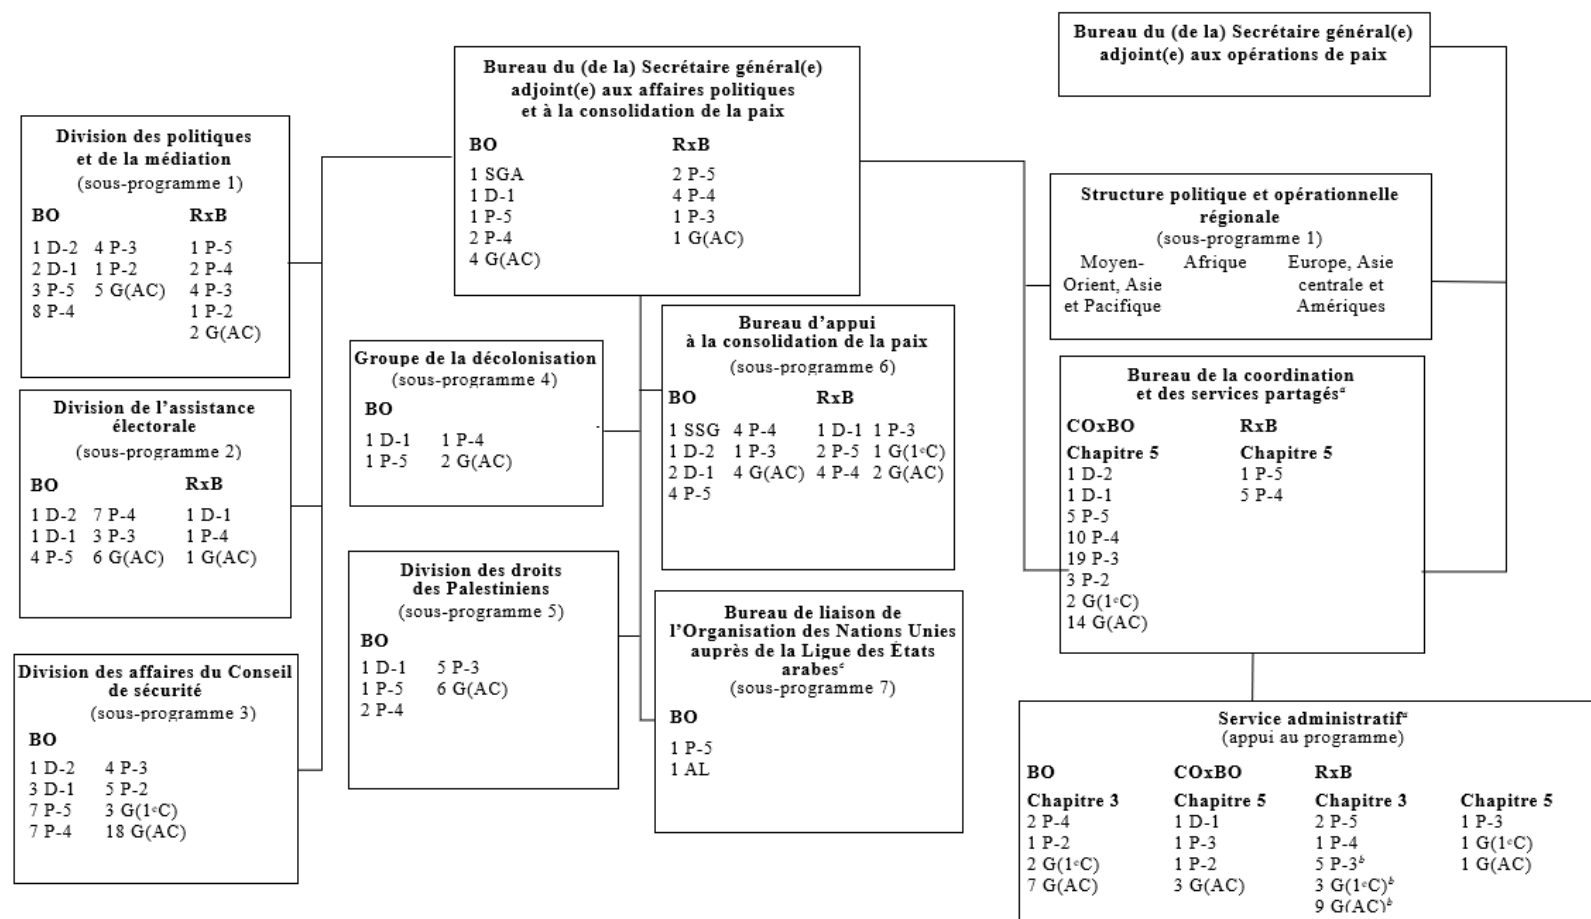 Bureau du (de la) Secrétaire général(e)
adjoint(e) aux opérations de paix
Bureau du (de la) Secrétaire général(e)
adjoint(e) aux affaires politiques
et à la consolidation de la paix
BO RxB
1 SGA 2 P-5
1 D-1 4 P-4
1 P-5 1 P-3
2 P-4 1 G(AC)
4 G(AC)
Division des politiques
et de la médiation
(sous-programme 1)
BO RxB
1 D-2 4 P-3 1 P-5
2 D-1 1 P-2 2 P-4
3 P-5 5 G(AC) 4 P-3
8 P-4 1 P-2
2 G(AC)
Structure politique et opérationnelle
régionale
(sous-programme 1)
Moyen- Afrique Europe, Asie
Orient, Asie centrale et
et Pacifique Amériques
Groupe de la décolonisation
(sous-programme 4)
BO
1 D-1 1 P-4
1 P-5 2 G(AC)
Bureau d'appui
à la consolidation de la paix
(sous-programme 6)
BO RxB
1 SSG 4 P-4 1 D-1 1 P-3
1 D-2 1 P-3 2 P-5 1 G(1ᵉC)
2 D-1 4 G(AC) 4 P-4 2 G(AC)
4 P-5
Bureau de la coordination
et des services partagésᵃ
COxBO RxB
Chapitre 5 Chapitre 5
1 D-2 1 P-5
1 D-1 5 P-4
5 P-5
10 P-4
19 P-3
3 P-2
2 G(1ᵉC)
14 G(AC)
Division de l'assistance
électorale
(sous-programme 2)
BO RxB
1 D-2 7 P-4 1 D-1
1 D-1 3 P-3 1 P-4
4 P-5 6 G(AC) 1 G(AC)
Division des droits
des Palestiniens
(sous-programme 5)
BO
1 D-1 5 P-3
1 P-5 6 G(AC)
2 P-4
Bureau de liaison de
l'Organisation des Nations Unies
auprès de la Ligue des États
arabesᶜ
(sous-programme 7)
BO
1 P-5
1 AL
Division des affaires du Conseil
de sécurité
(sous-programme 3)
BO
1 D-2 4 P-3
3 D-1 5 P-2
7 P-5 3 G(1ᵉC)
7 P-4 18 G(AC)
Service administratifᵃ
(appui au programme)
BO COxBO RxB
Chapitre 3 Chapitre 5 Chapitre 3 Chapitre 5
2 P-4 1 D-1 2 P-5 1 P-3
1 P-2 1 P-3 1 P-4 1 G(1ᵉC)
2 G(1ᵉC) 1 P-2 5 P-3ᵇ 1 G(AC)
7 G(AC) 3 G(AC) 3 G(1ᵉC)ᵇ
9 G(AC)ᵇ